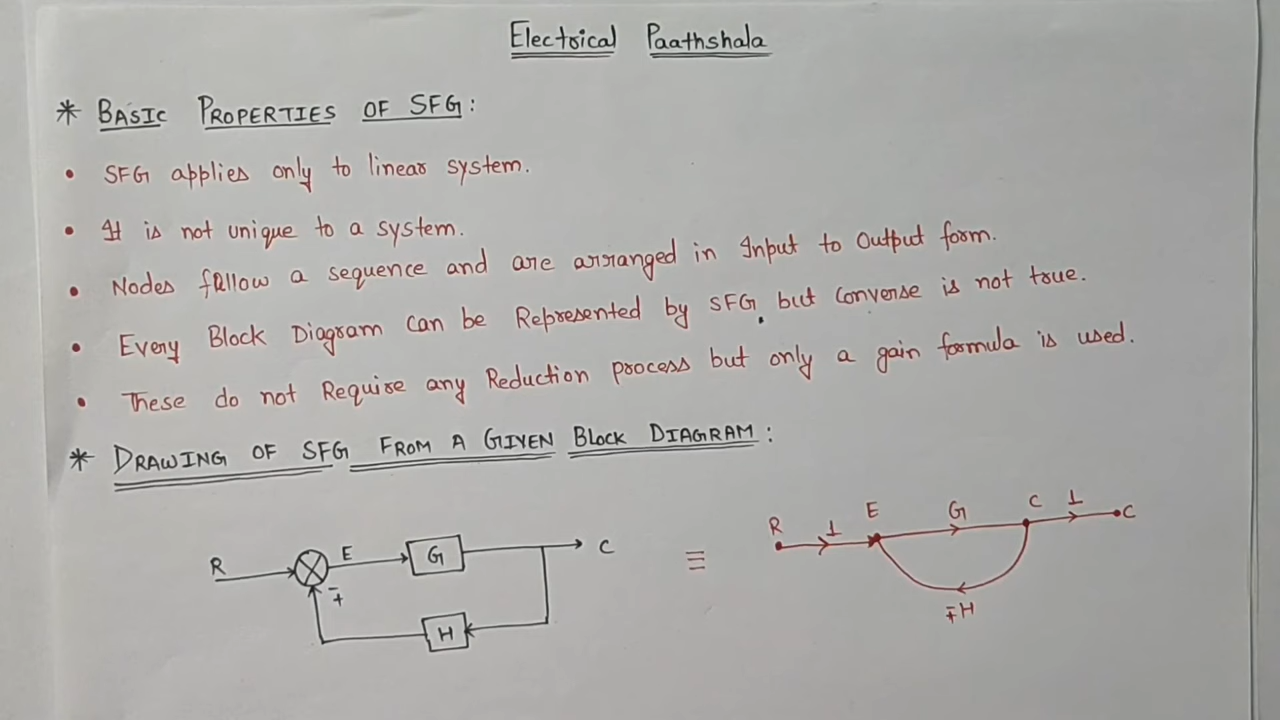 Electrical Paathshala
* BASIC PROPERTIES OF SFG:
• SFG applies only to linear system.
• It is not unique to a system.
• Nodes follow a sequence and are arranged in Input to Output form.
• Every Block Diagram can be Represented by SFG, but Converse is not true.
• These do not Require any Reduction process but only a gain formula is used.
* DRAWING OF SFG FROM A GIVEN BLOCK DIAGRAM:
R E G C
∓
H
≡
R 1 E G C 1 C
∓H